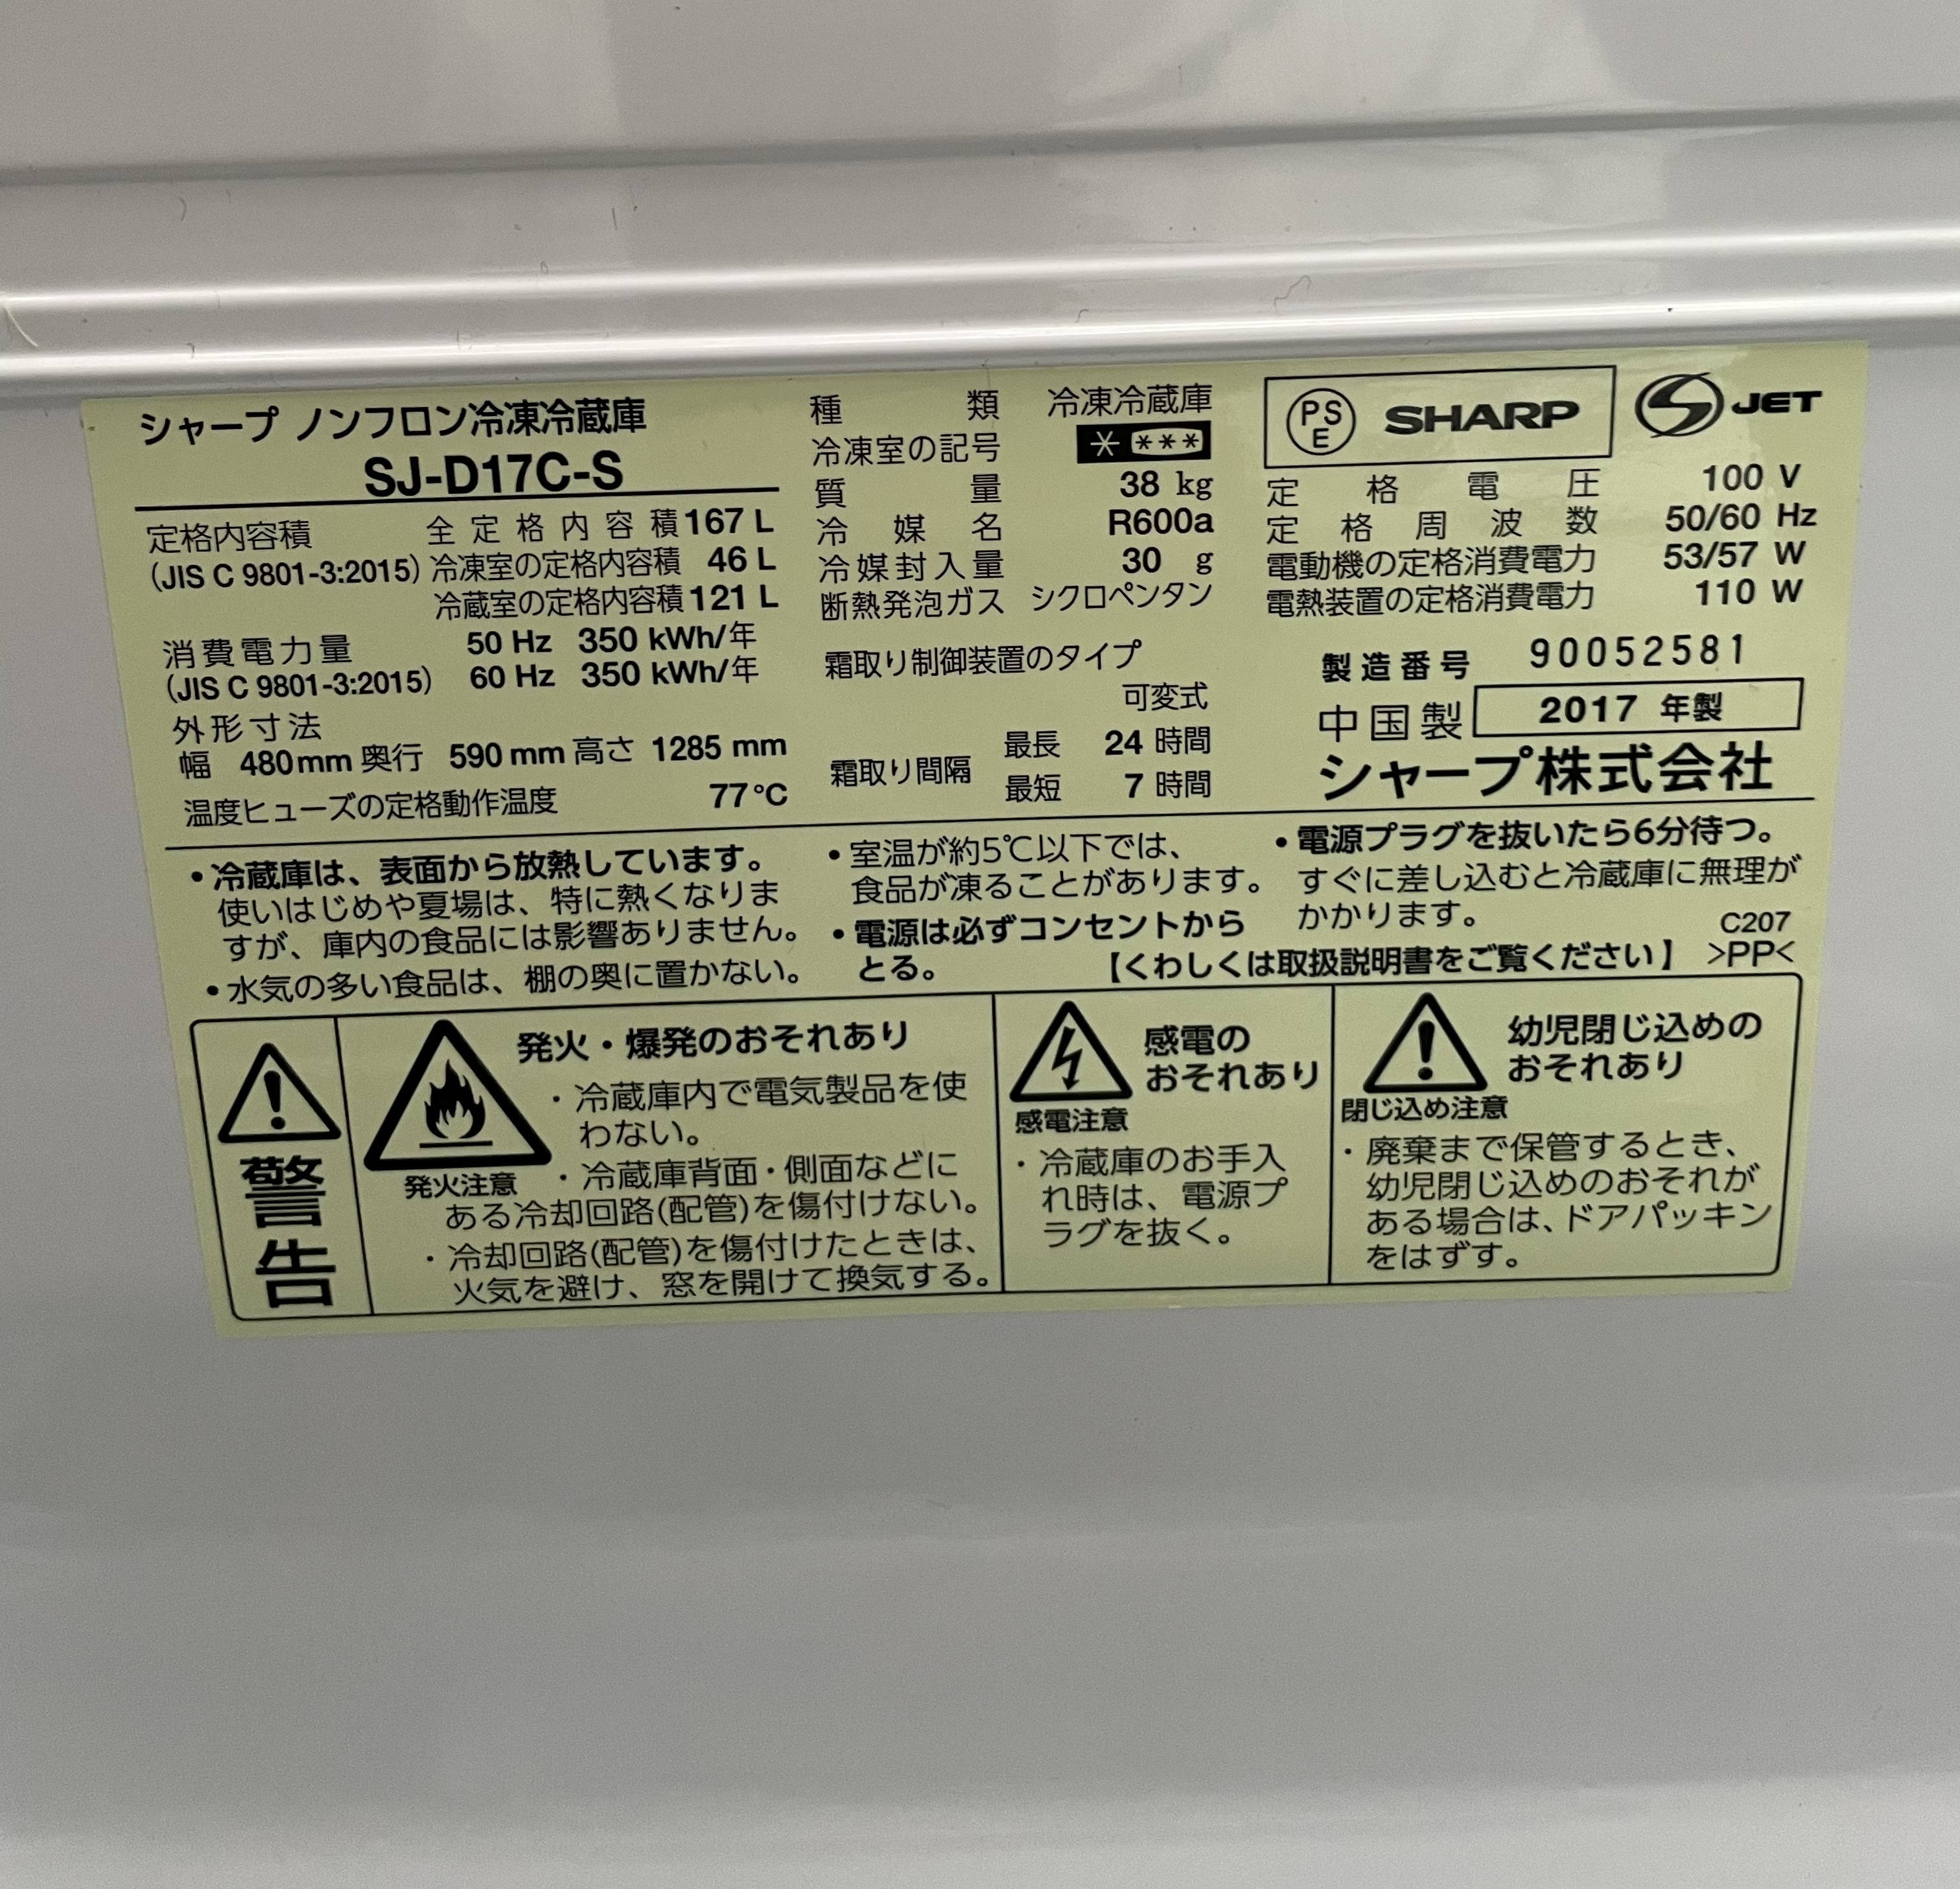 シャープ ノンフロン冷凍冷蔵庫
SJ-D17C-S
定格内容積 全定格内容積 167 L
(JIS C 9801-3:2015) 冷凍室の定格内容積 46 L
冷蔵室の定格内容積 121 L
消費電力量 50 Hz 350 kWh/年
(JIS C 9801-3:2015) 60 Hz 350 kWh/年
外形寸法
幅 480mm 奥行 590mm 高さ 1285 mm
温度ヒューズの定格動作温度 77℃
種類 冷凍冷蔵庫
冷凍室の記号 * ***
質量 38 kg
冷媒名 R600a
冷媒封入量 30 g
断熱発泡ガス シクロペンタン
霜取り制御装置のタイプ
可変式
霜取り間隔 最長 24 時間
最短 7 時間
PSE SHARP JET
定格電圧 100 V
定格周波数 50/60 Hz
電動機の定格消費電力 53/57 W
電熱装置の定格消費電力 110 W
製造番号 90052581
中国製 2017 年製
シャープ株式会社
・冷蔵庫は、表面から放熱しています。
使いはじめや夏場は、特に熱くなりま
すが、庫内の食品には影響ありません。
・水気の多い食品は、棚の奥に置かない。
・室温が約5℃以下では、
食品が凍ることがあります。
・電源は必ずコンセントから
とる。
・電源プラグを抜いたら6分待つ。
すぐに差し込むと冷蔵庫に無理が
かかります。
C207
【くわしくは取扱説明書をご覧ください】 >PP<
警告
発火・爆発のおそれあり
発火注意
・冷蔵庫内で電気製品を使
わない。
・冷蔵庫背面・側面などに
ある冷却回路(配管)を傷付けない。
・冷却回路(配管)を傷付けたときは、
火気を避け、窓を開けて換気する。
感電の
おそれあり
感電注意
・冷蔵庫のお手入
れ時は、電源プ
ラグを抜く。
幼児閉じ込めの
おそれあり
閉じ込め注意
・廃棄まで保管するとき、
幼児閉じ込めのおそれが
ある場合は、ドアパッキン
をはずす。